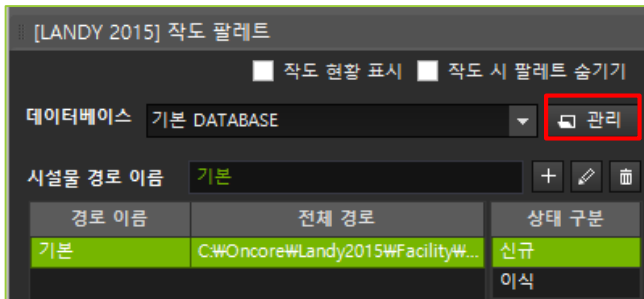 [LANDY 2015] 작도 팔레트
작도 현황 표시 작도 시 팔레트 숨기기
데이터베이스 기본 DATABASE 관리
시설물 경로 이름 기본
경로 이름 전체 경로 상태 구분
기본 C:₩Oncore₩Landy2015₩Facility₩... 신규
이식